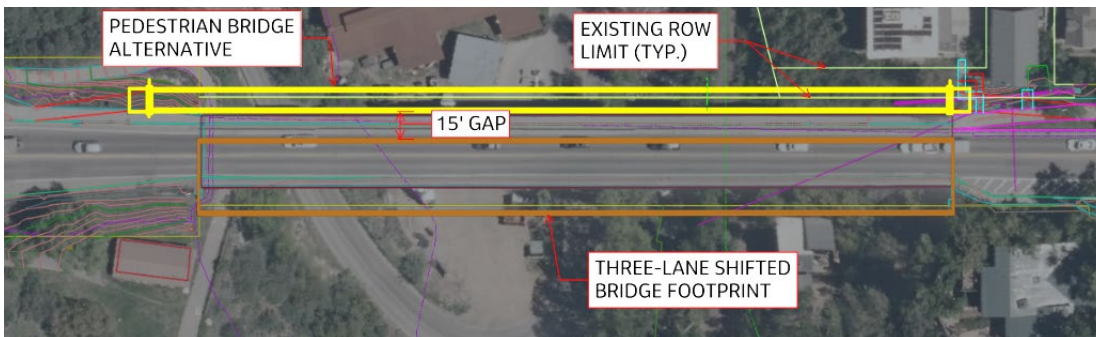 PEDESTRIAN BRIDGE
ALTERNATIVE
EXISTING ROW
LIMIT (TYP.)
15' GAP
THREE-LANE SHIFTED
BRIDGE FOOTPRINT